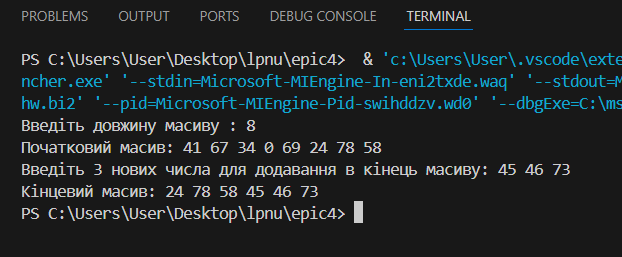 PROBLEMS OUTPUT PORTS DEBUG CONSOLE TERMINAL
PS C:\Users\User\Desktop\lpnu\epic4> & 'c:\Users\User\.vscode\exte
ncher.exe' '--stdin=Microsoft-MIEngine-In-eni2txde.waq' '--stdout=M
hw.bi2' '--pid=Microsoft-MIEngine-Pid-swihddzv.wd0' '--dbgExe=C:\ms
Введіть довжину масиву : 8
Початковий масив: 41 67 34 0 69 24 78 58
Введіть 3 нових числа для додавання в кінець масиву: 45 46 73
Кінцевий масив: 24 78 58 45 46 73
PS C:\Users\User\Desktop\lpnu\epic4>